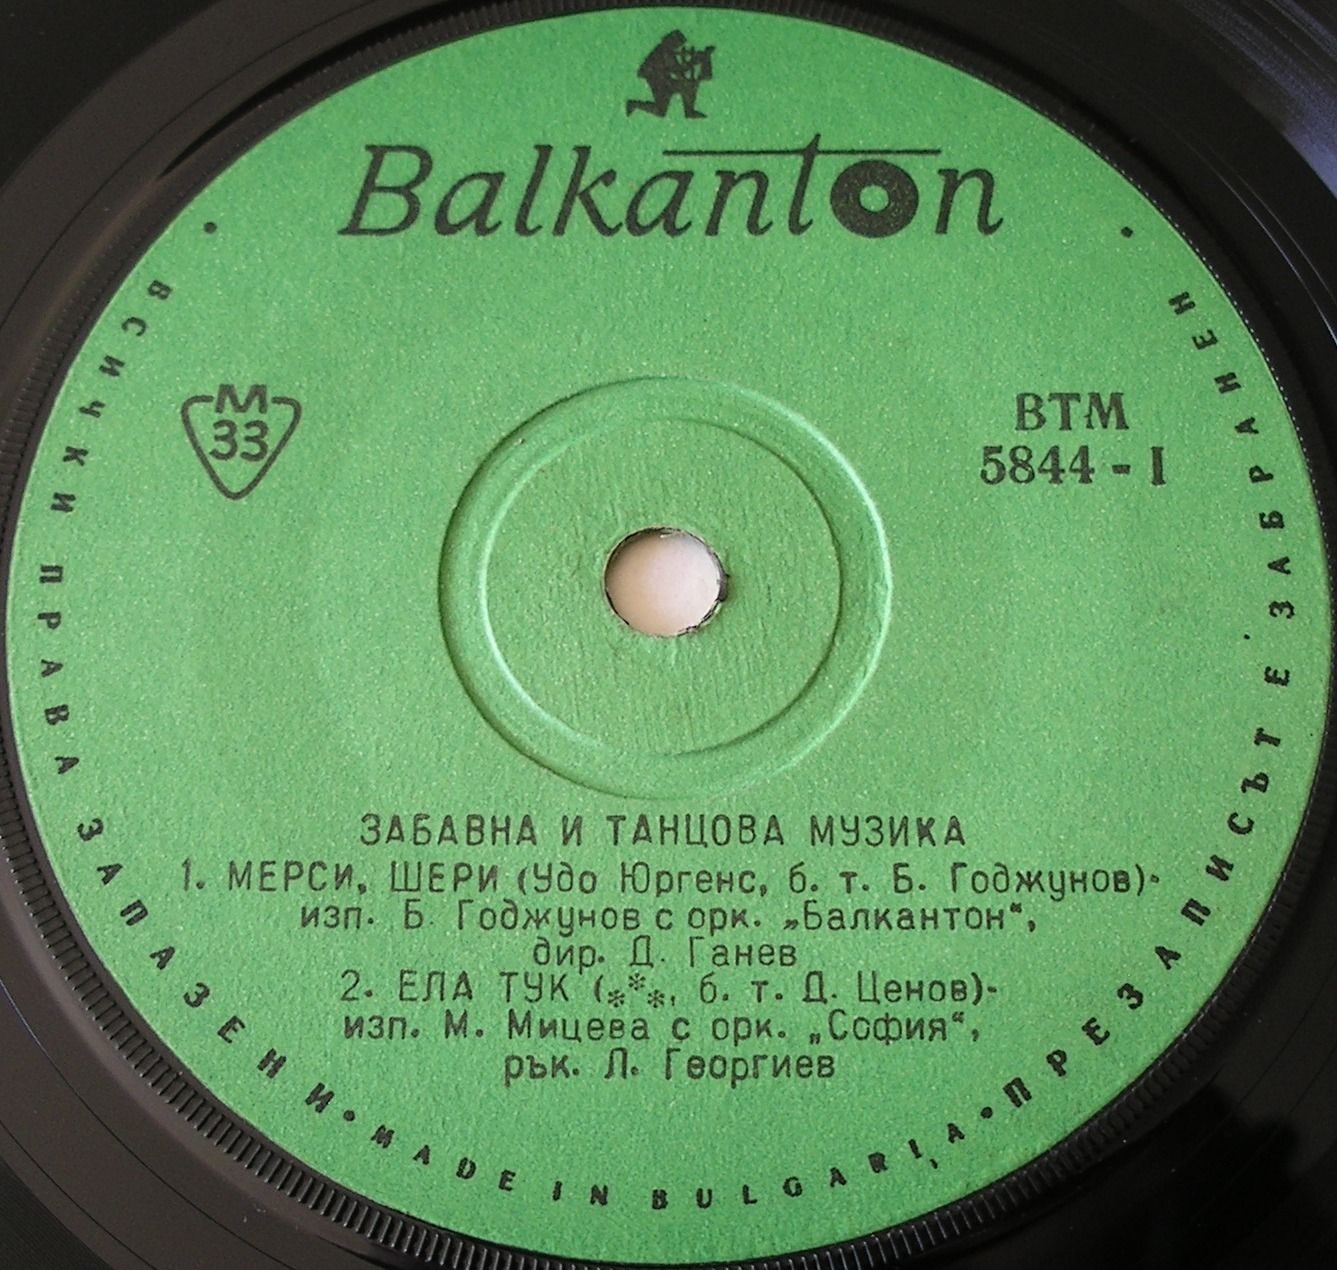 Balkanton
М
33
ВТМ
5844 - I
ЗАБАВНА И ТАНЦОВА МУЗИКА
1. МЕРСИ, ШЕРИ (Удо Юргенс, б. т. Б. Годжунов)-
изп. Б. Годжунов с орк. „Балкантон“,
дир. Д. Ганев
2. ЕЛА ТУК (***, б. т. Д. Ценов)-
изп. М. Мицева с орк. „София“,
рък. Л. Георгиев
• ВСИЧКИ ПРАВА ЗАПАЗЕНИ • MADE IN BULGARIA • ПРЕЗАПИСЪТ Е ЗАБРАНЕН •